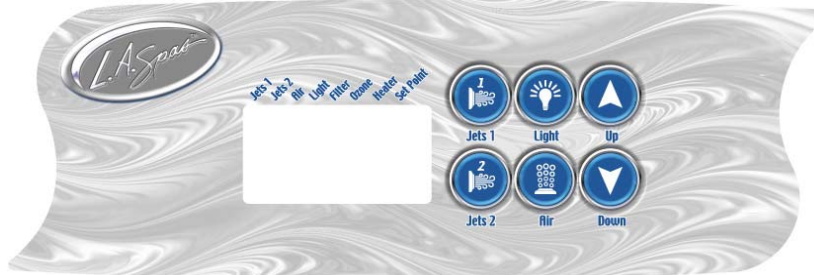 L.A. Spas™
Jets 1 Jets 2 Air Light Filter Ozone Heater Set Point
1
Jets 1 Light Up
2
Jets 2 Air Down